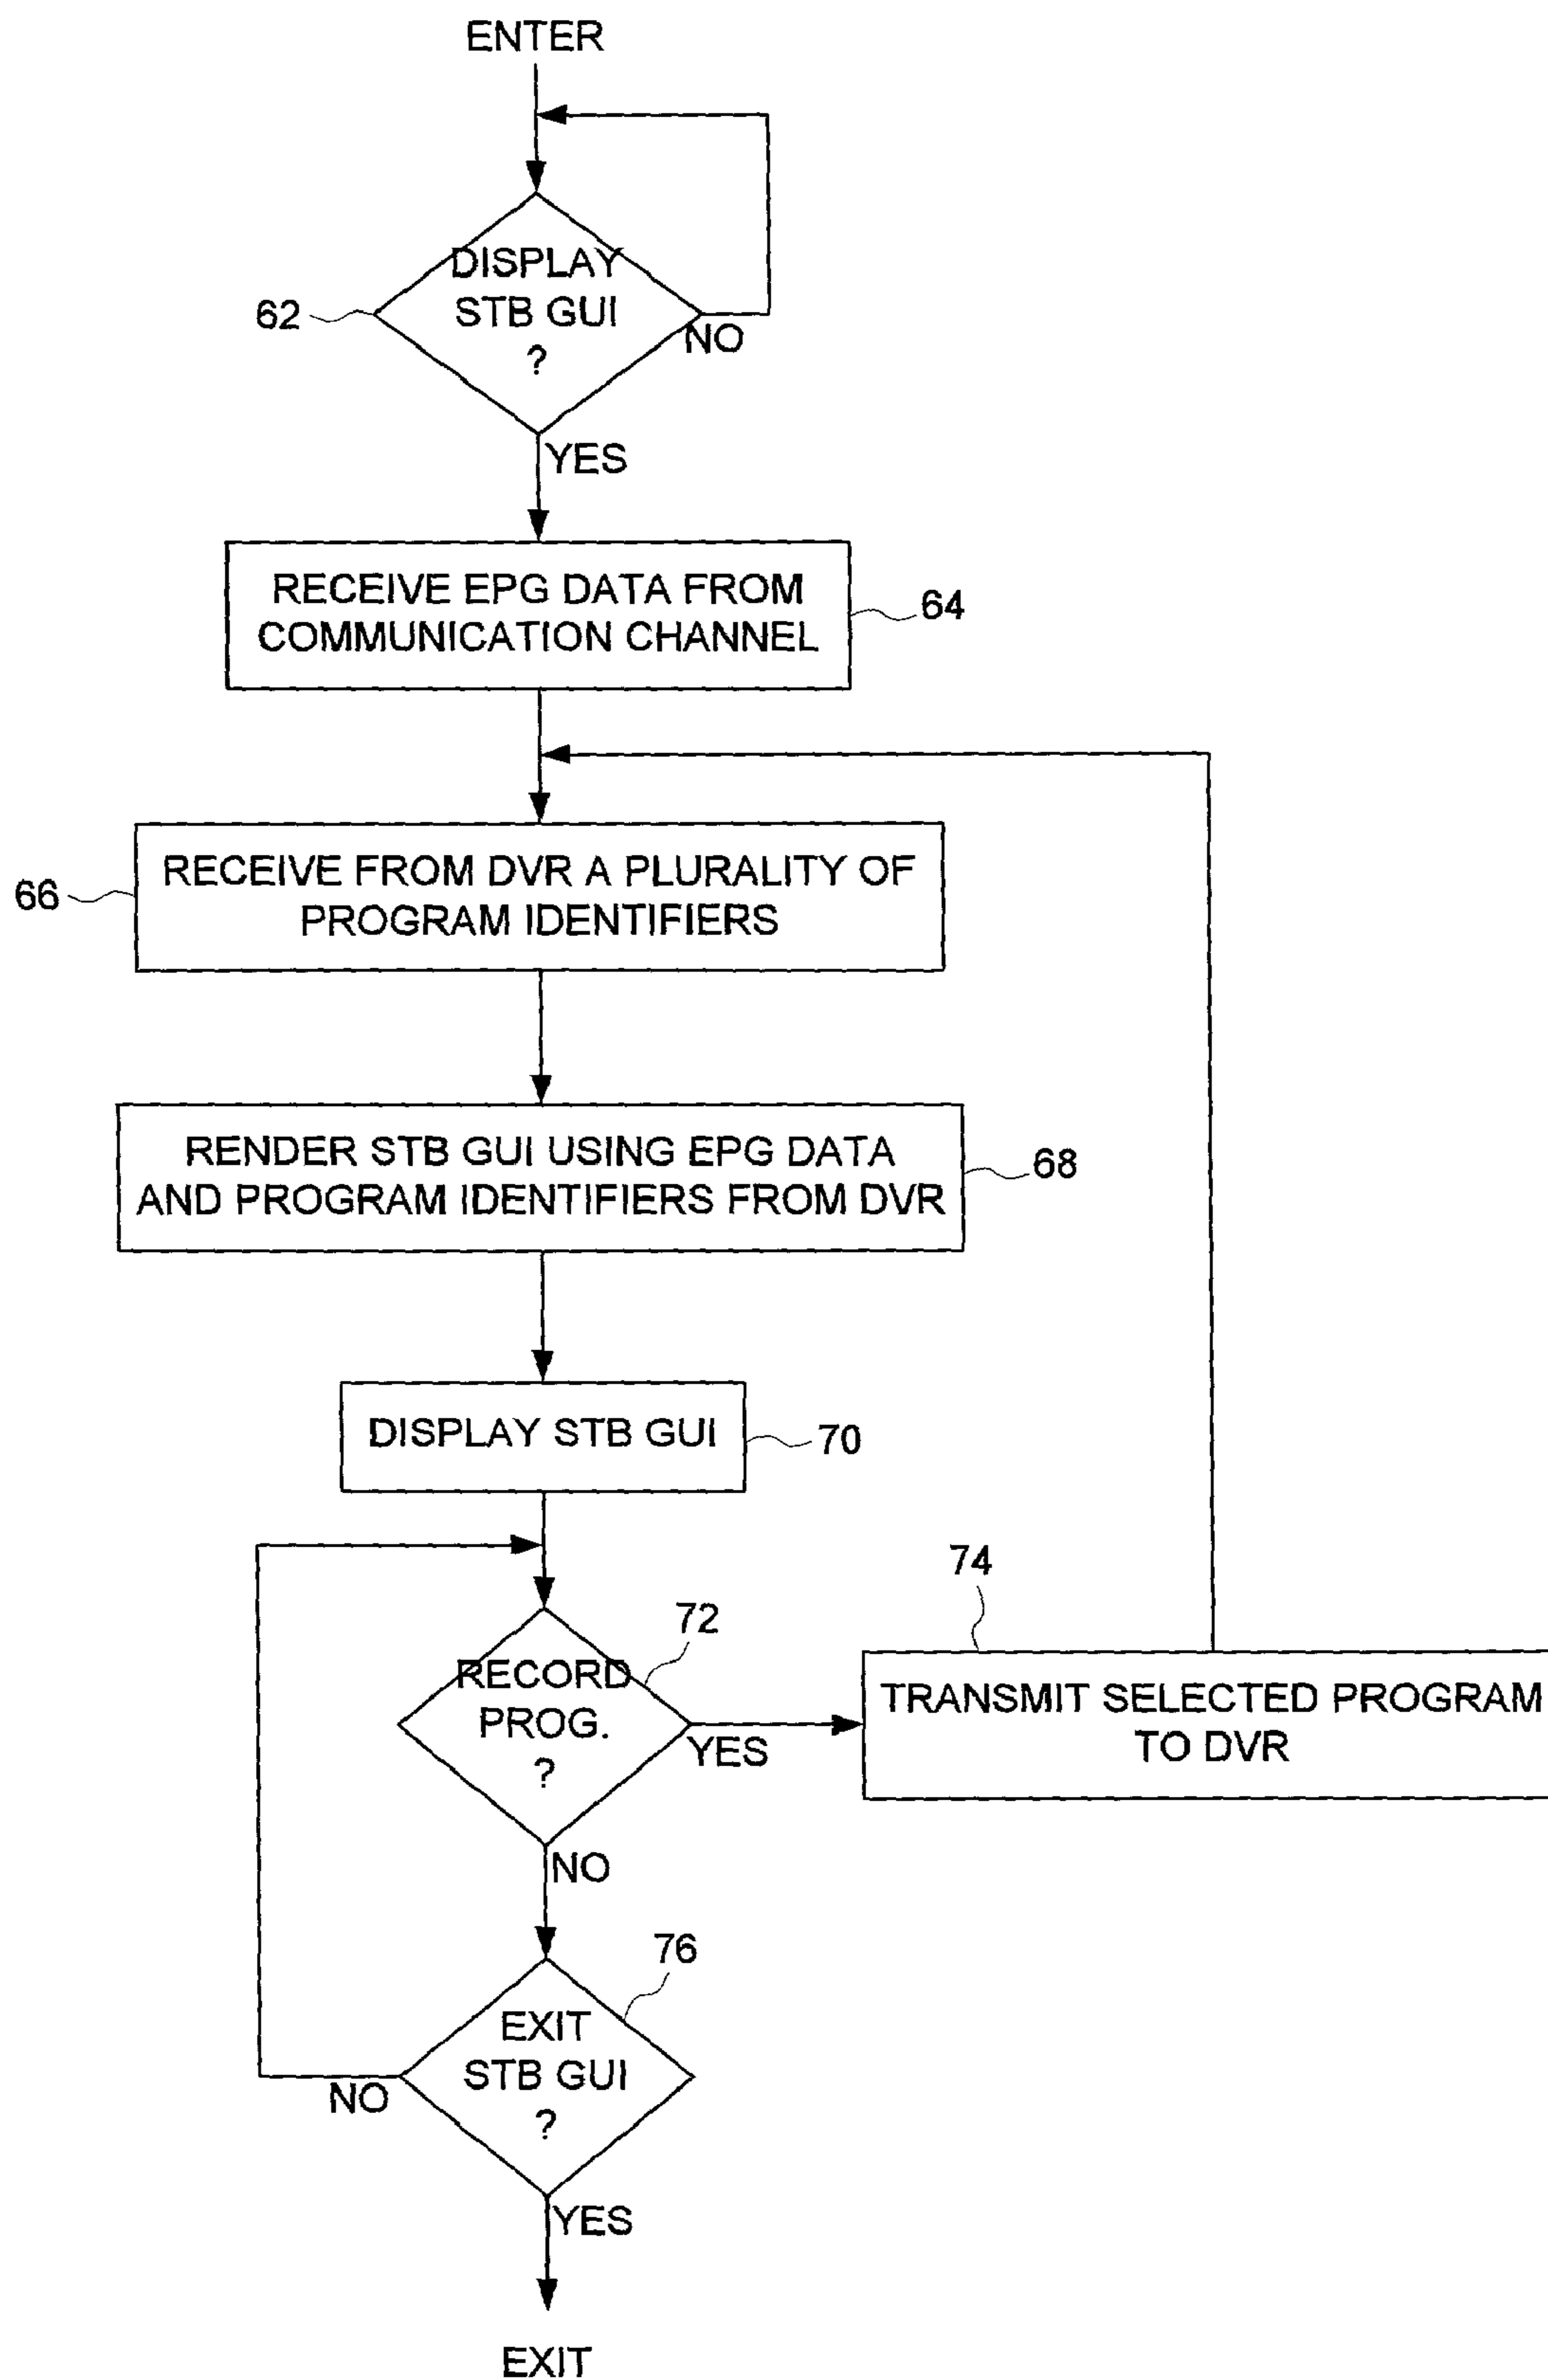 ENTER
DISPLAY
STB GUI
?
62
NO
YES
RECEIVE EPG DATA FROM
COMMUNICATION CHANNEL
64
RECEIVE FROM DVR A PLURALITY OF
PROGRAM IDENTIFIERS
66
RENDER STB GUI USING EPG DATA
AND PROGRAM IDENTIFIERS FROM DVR
68
DISPLAY STB GUI
70
72
RECORD
PROG.
?
YES
74
TRANSMIT SELECTED PROGRAM
TO DVR
NO
76
EXIT
STB GUI
?
NO
YES
EXIT